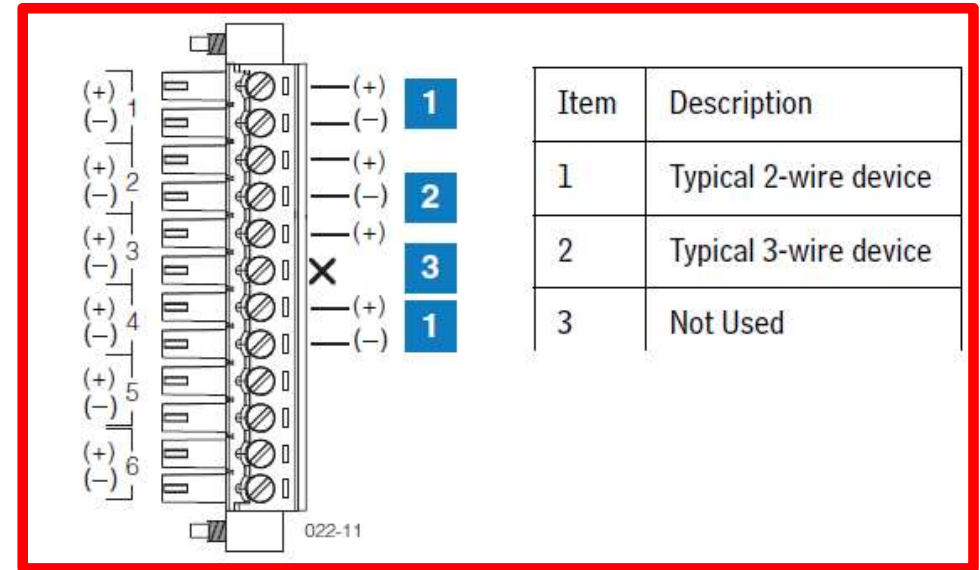 (+) 1 (+) 1
(–) (–)
(+) 2 (+)
(–) (–) 2
(+) 3 (+)
(–) X 3
(+) 4 (+) 1
(–) (–)
(+) 5
(–)
(+) 6
(–)
022-11
Item Description
1 Typical 2-wire device
2 Typical 3-wire device
3 Not Used